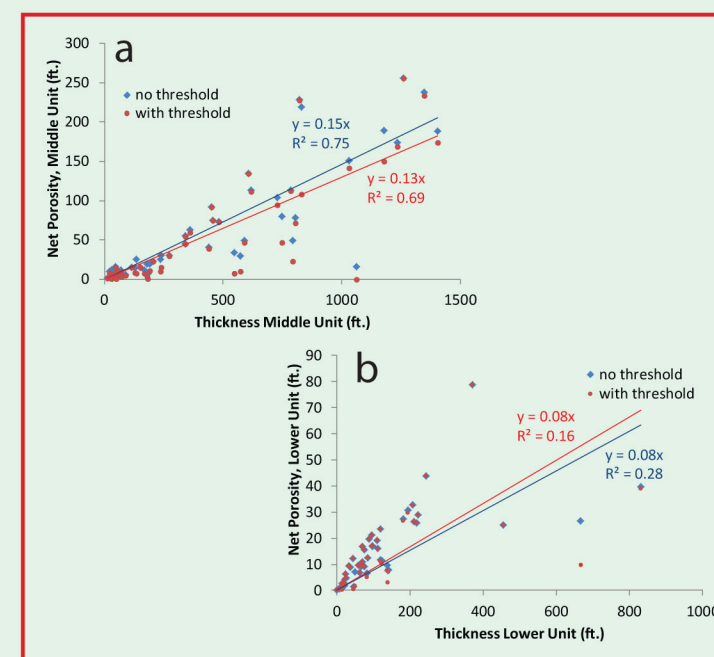 a
300
250
200
150
100
50
0
0 500 1000 1500
Net Porosity, Middle Unit (ft.)
Thickness Middle Unit (ft.)
no threshold
with threshold
y = 0.15x
R² = 0.75
y = 0.13x
R² = 0.69
b
90
80
70
60
50
40
30
20
10
0
0 200 400 600 800 1000
Net Porosity, Lower Unit (ft.)
Thickness Lower Unit (ft.)
no threshold
with threshold
y = 0.08x
R² = 0.16
y = 0.08x
R² = 0.28